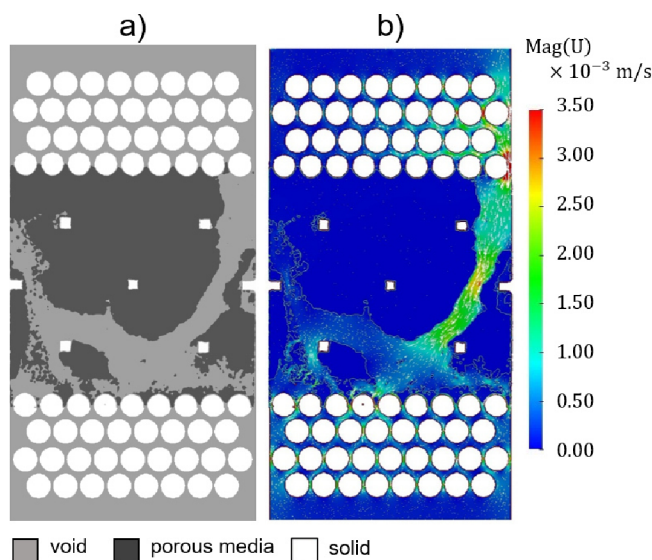 a)
b)
Mag(U)
× 10⁻³ m/s
3.50
3.00
2.50
2.00
1.50
1.00
0.50
0.00
void
porous media
solid